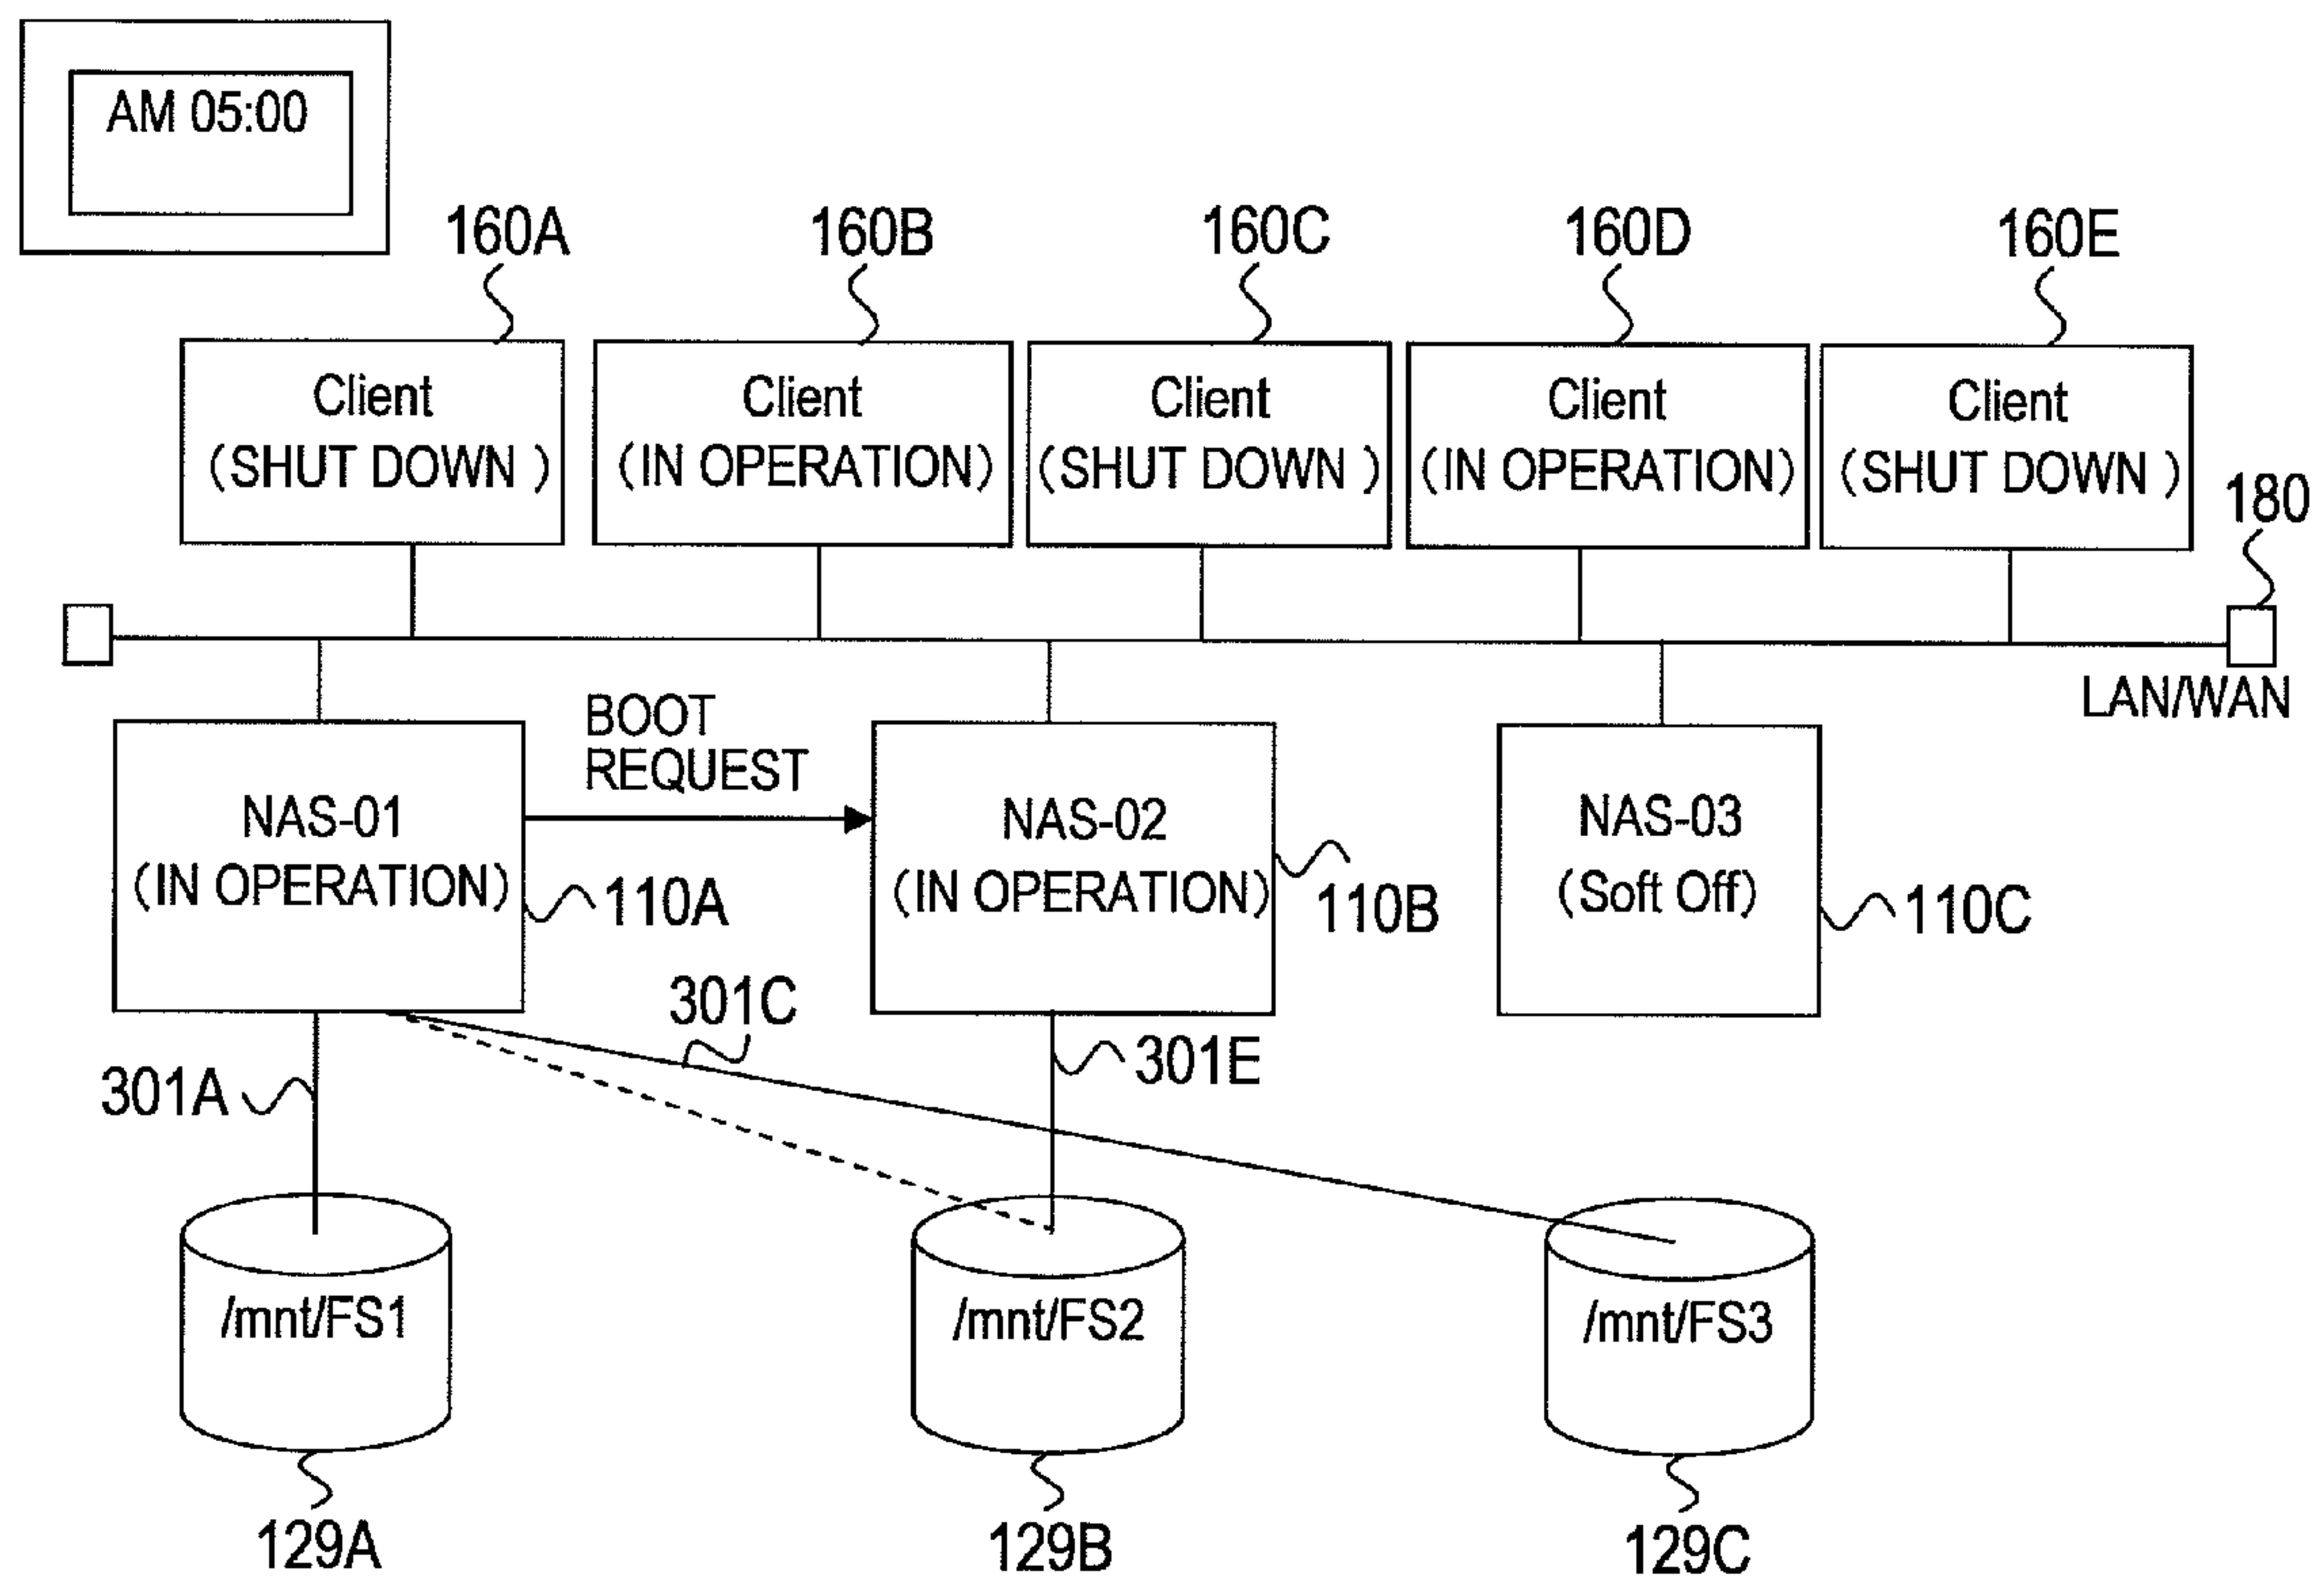 AM 05:00
160A
160B
160C
160D
160E
Client
(SHUT DOWN )
Client
(IN OPERATION)
Client
(SHUT DOWN )
Client
(IN OPERATION)
Client
(SHUT DOWN )
180
LAN/WAN
BOOT
REQUEST
NAS-01
(IN OPERATION)
110A
NAS-02
(IN OPERATION)
110B
NAS-03
(Soft Off)
110C
301A
301C
301E
/mnt/FS1
/mnt/FS2
/mnt/FS3
129A
129B
129C